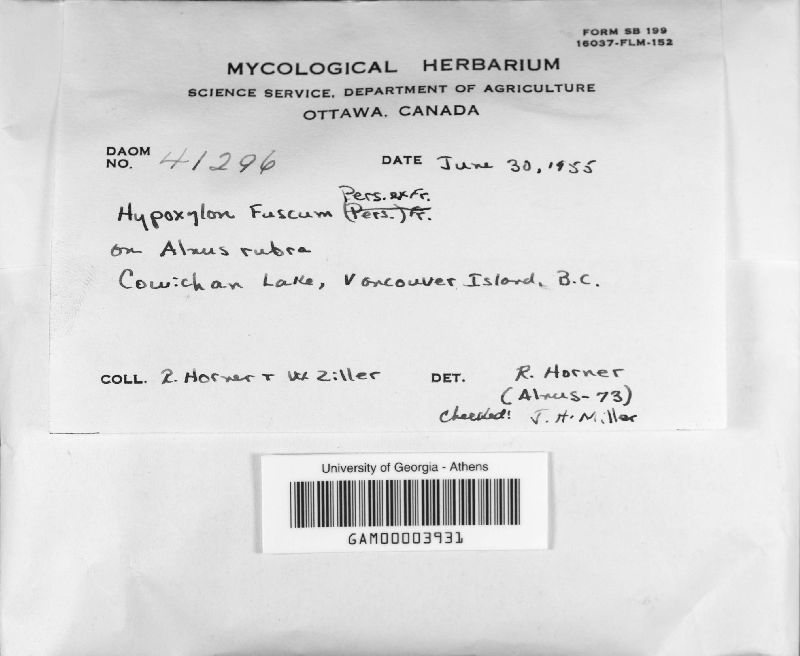 FORM SB 199
16037-FLM-152
MYCOLOGICAL HERBARIUM
SCIENCE SERVICE, DEPARTMENT OF AGRICULTURE
OTTAWA, CANADA
DAOM NO. 41296 DATE June 30, 1955
Pers. ex Fr.
Hypoxylon Fuscum (Pers.) Fr.
on Alnus rubra
Cowichan Lake, Vancouver Island, B.C.
COLL. R. Horner + W Ziller DET. R. Horner
(Alnus-73)
Checked: J. H. Miller
University of Georgia - Athens
GAM00003931